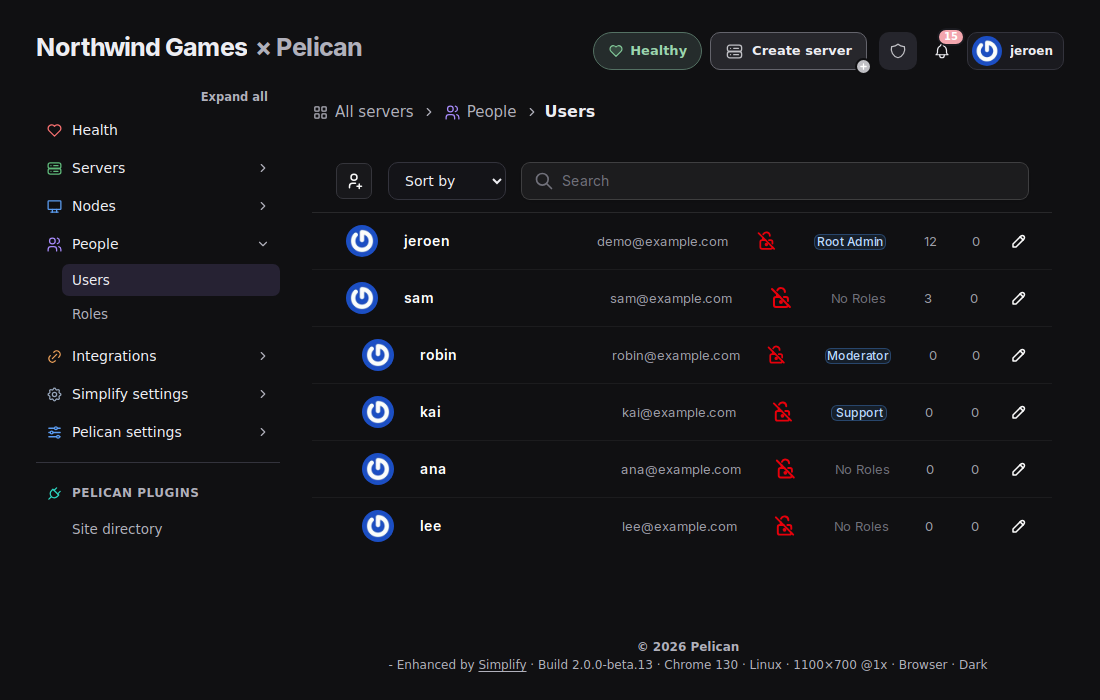 Northwind Games × Pelican
Healthy
Create server
15
jeroen
Expand all
Health
Servers
Nodes
People
Users
Roles
Integrations
Simplify settings
Pelican settings
PELICAN PLUGINS
Site directory
All servers > People > Users
Sort by
Search
jeroen demo@example.com Root Admin 12 0
sam sam@example.com No Roles 3 0
robin robin@example.com Moderator 0 0
kai kai@example.com Support 0 0
ana ana@example.com No Roles 0 0
lee lee@example.com No Roles 0 0
© 2026 Pelican
- Enhanced by Simplify · Build 2.0.0-beta.13 · Chrome 130 · Linux · 1100×700 @1x · Browser · Dark